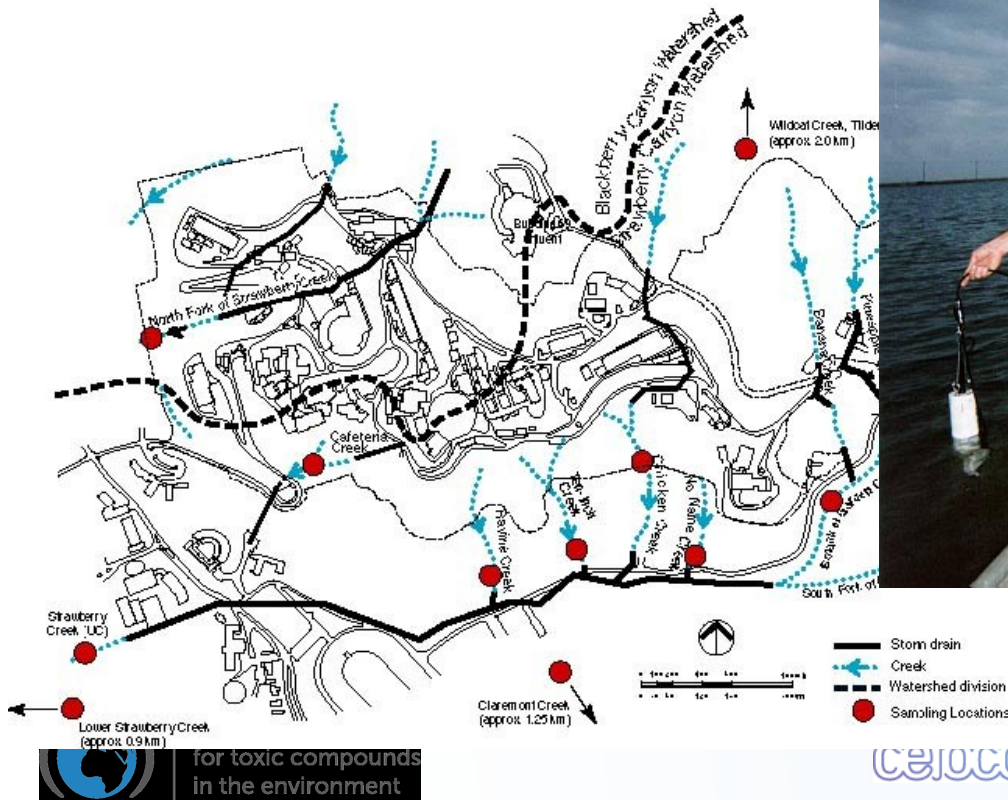 Blackberry Canyon Watershed
Canyon Watershed
Wildcat Creek, Tilden
(approx. 2.0 km)
North Fork of Strawberry Creek
Cafeteria
Creek
Ravine Creek
Creek
Chicken Creek
No Name Creek
South Fork of
Strawberry
Creek (UC)
Lower Strawberry Creek
(approx. 0.9 km)
Claremont Creek
(approx. 1.25 km)
Storm drain
Creek
Watershed division
Sampling Locations
for toxic compounds
in the environment